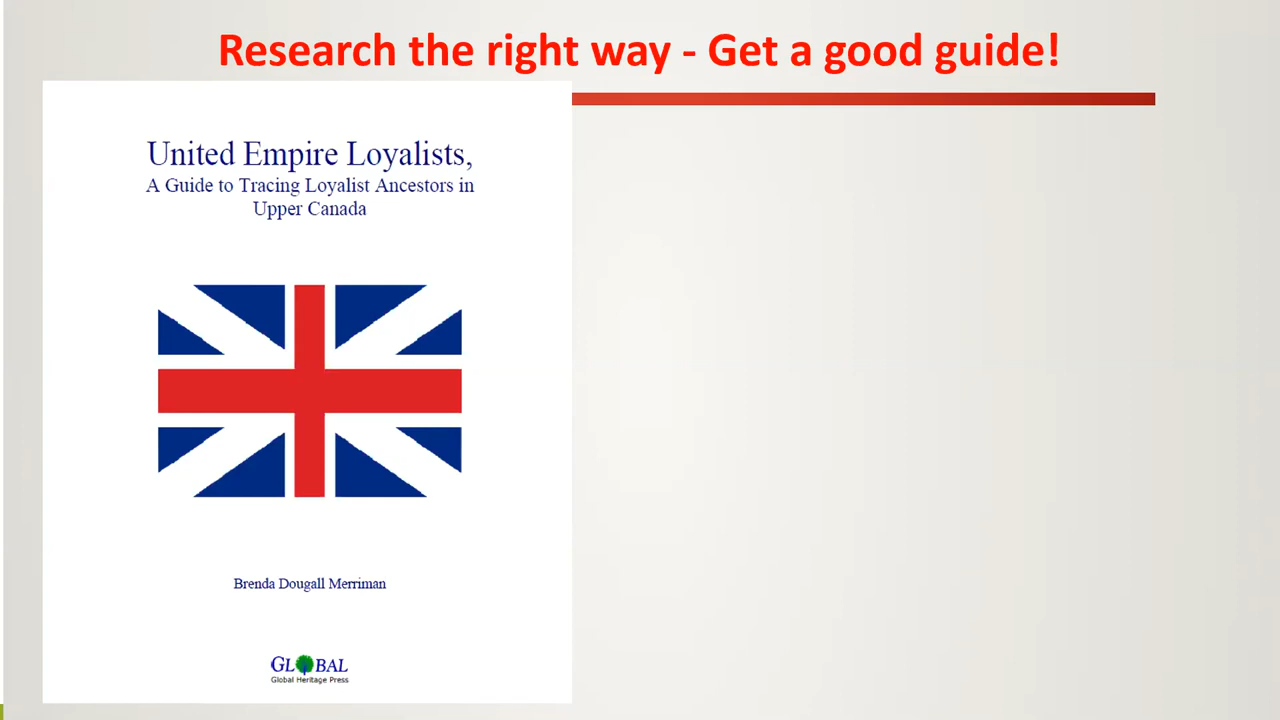 Research the right way - Get a good guide!
United Empire Loyalists,
A Guide to Tracing Loyalist Ancestors in
Upper Canada
Brenda Dougall Merriman
GLOBAL
Global Heritage Press